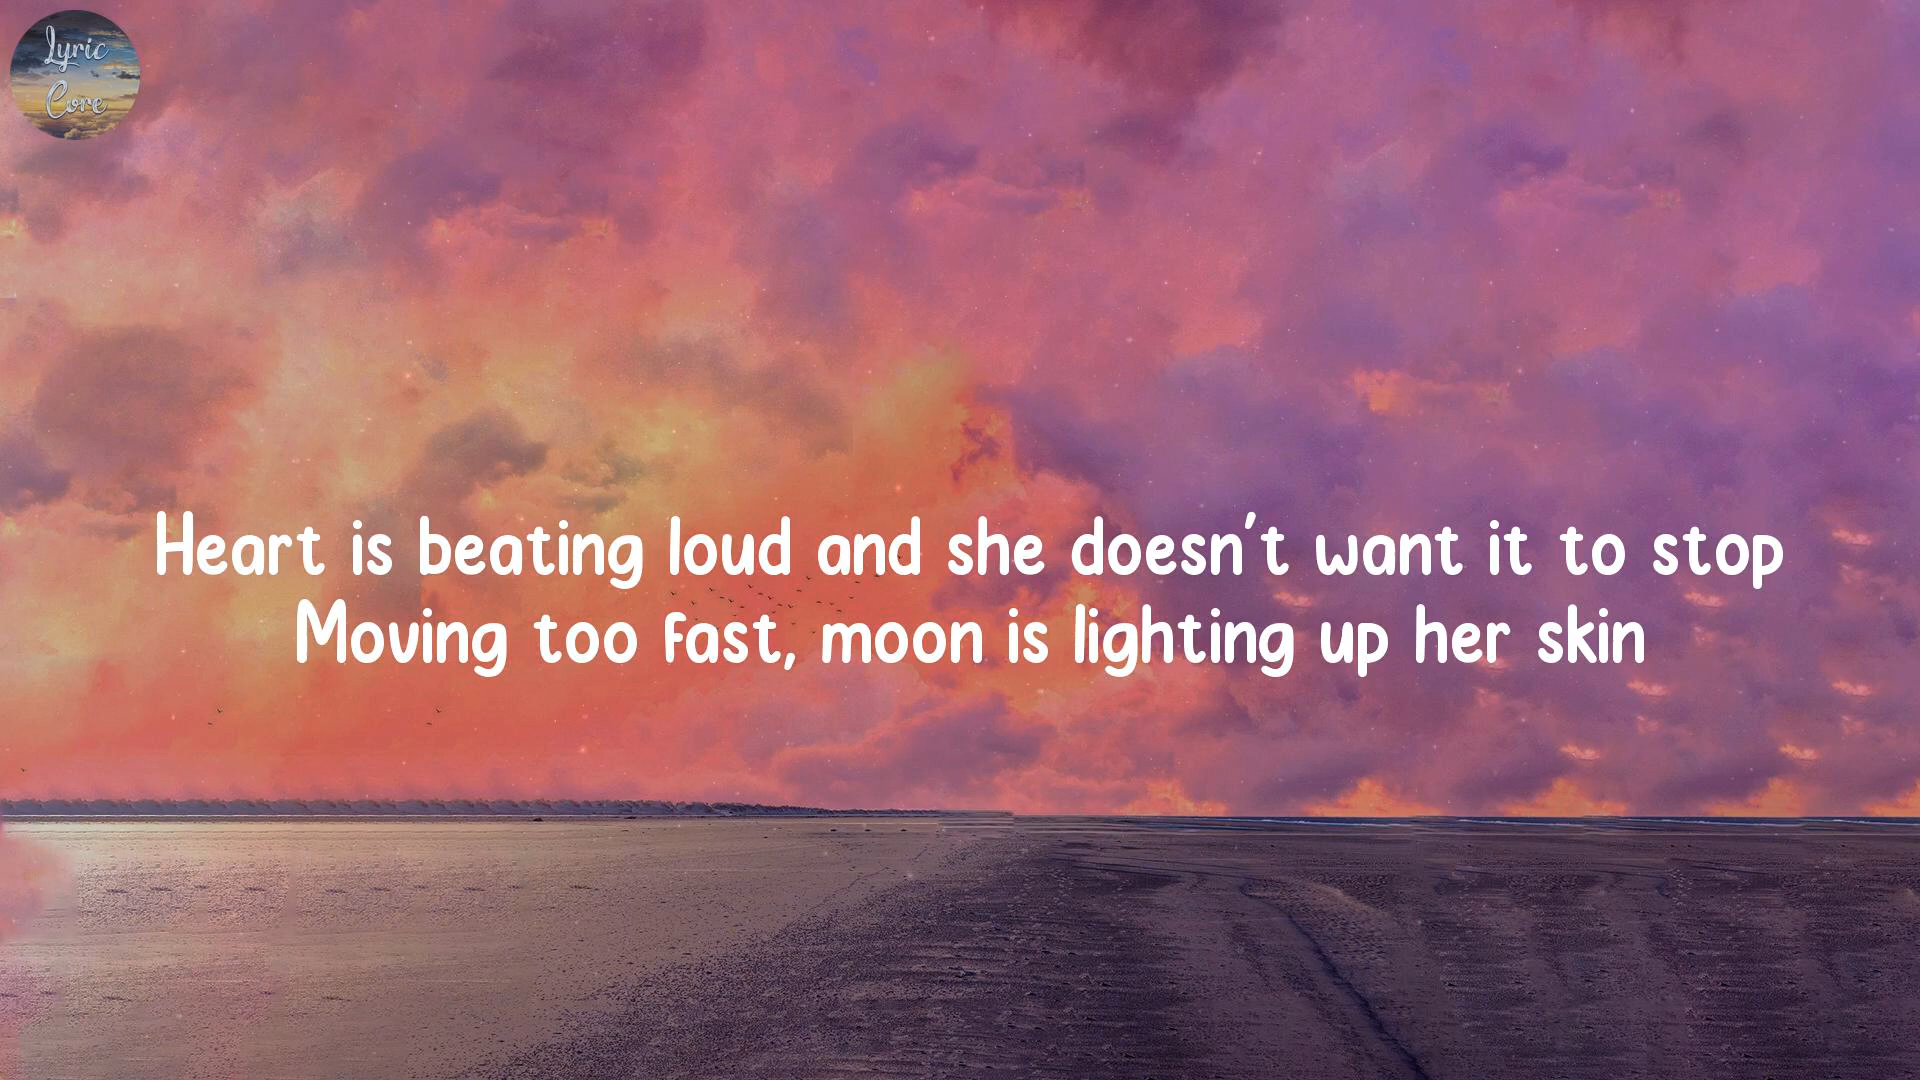 Lyric
Core
Heart is beating loud and she doesn't want it to stop
Moving too fast, moon is lighting up her skin